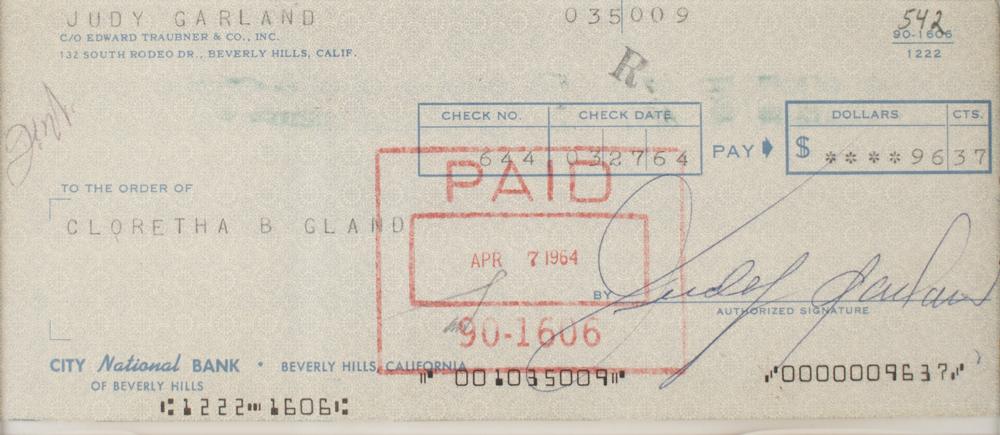 JUDY GARLAND
C/O EDWARD TRAUBNER & CO., INC.
132 SOUTH RODEO DR., BEVERLY HILLS, CALIF.
035009
542
90-1606
1222
R.
CHECK NO. CHECK DATE
644 032764
PAY
DOLLARS CTS.
$ ****96 37
TO THE ORDER OF
CLORETHA B GLAND
PAID
APR 7 1964
90-1606
BY Judy Garland
AUTHORIZED SIGNATURE
CITY National BANK • BEVERLY HILLS, CALIFORNIA
OF BEVERLY HILLS
⑈001035009⑈
⑈0000009637⑈
⑆1222⑉1606⑆